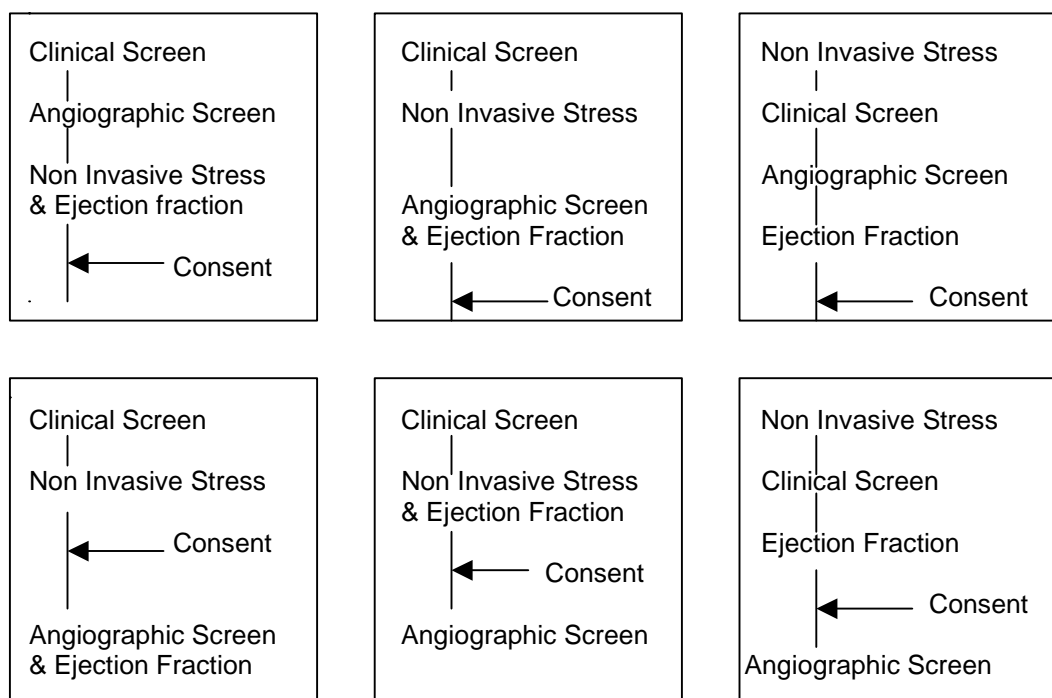 Clinical Screen
Angiographic Screen
Non Invasive Stress
& Ejection fraction
Consent
Clinical Screen
Non Invasive Stress
Angiographic Screen
& Ejection Fraction
Consent
Non Invasive Stress
Clinical Screen
Angiographic Screen
Ejection Fraction
Consent
Clinical Screen
Non Invasive Stress
Consent
Angiographic Screen
& Ejection Fraction
Clinical Screen
Non Invasive Stress
& Ejection Fraction
Consent
Angiographic Screen
Non Invasive Stress
Clinical Screen
Ejection Fraction
Consent
Angiographic Screen